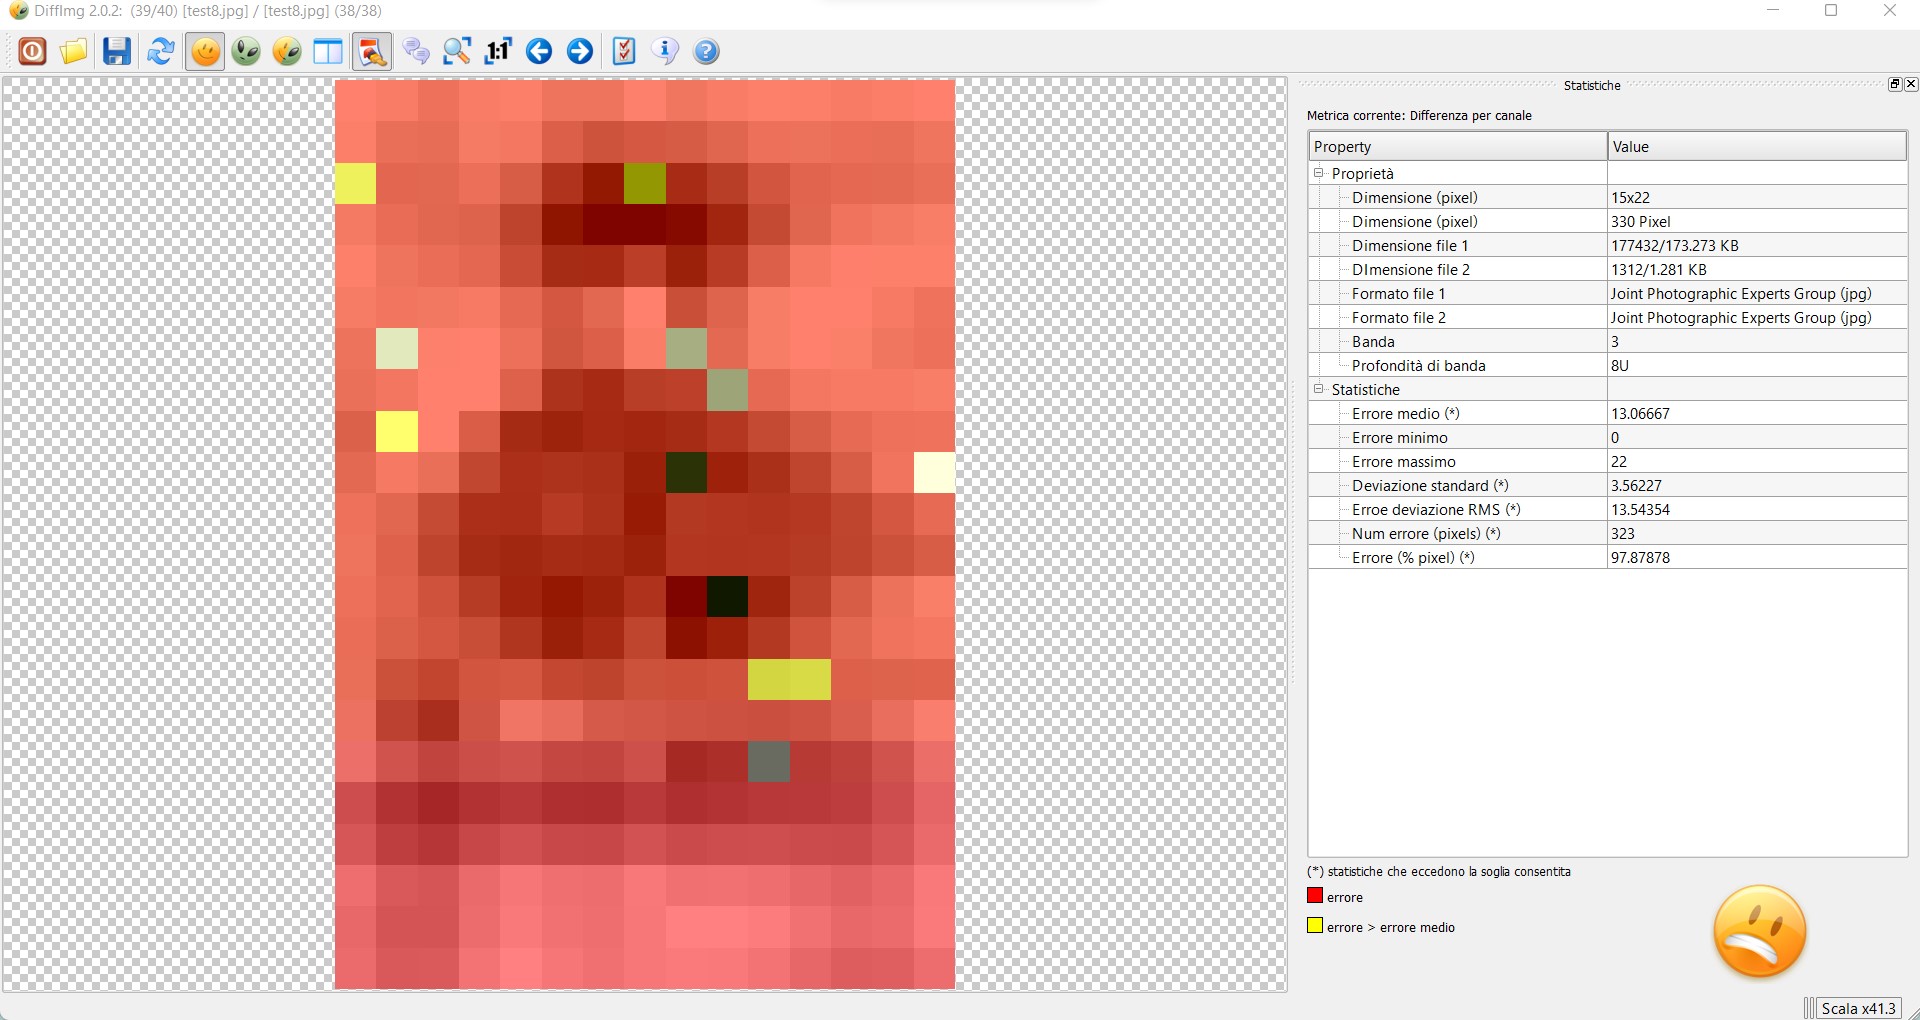 DiffImg 2.0.2: (39/40) [test8.jpg] / [test8.jpg] (38/38)
1:1
Statistiche
Metrica corrente: Differenza per canale
Property Value
Proprietà
Dimensione (pixel) 15x22
Dimensione (pixel) 330 Pixel
Dimensione file 1 177432/173.273 KB
DImensione file 2 1312/1.281 KB
Formato file 1 Joint Photographic Experts Group (jpg)
Formato file 2 Joint Photographic Experts Group (jpg)
Banda 3
Profondità di banda 8U
Statistiche
Errore medio (*) 13.06667
Errore minimo 0
Errore massimo 22
Deviazione standard (*) 3.56227
Erroe deviazione RMS (*) 13.54354
Num errore (pixels) (*) 323
Errore (% pixel) (*) 97.87878
(*) statistiche che eccedono la soglia consentita
errore
errore > errore medio
Scala x41.3